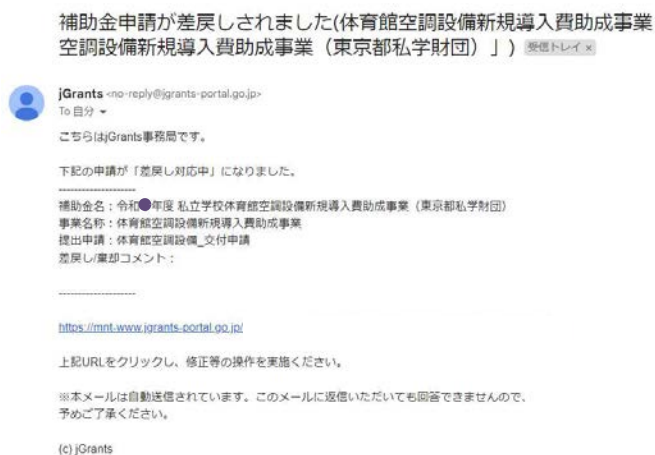 補助金申請が差戻しされました(体育館空調設備新規導入費助成事業
空調設備新規導入費助成事業（東京都私学財団）」) 受信トレイ ×
jGrants <no-reply@jgrants-portal.go.jp>
To 自分
こちらはjGrants事務局です。
下記の申請が「差戻し対応中」になりました。
--------------------
補助金名：令和 年度 私立学校体育館空調設備新規導入費助成事業（東京都私学財団）
事業名称：体育館空調設備新規導入費助成事業
提出申請：体育館空調設備_交付申請
差戻し/棄却コメント：
--------------------
https://mnt-www.jgrants-portal.go.jp/
上記URLをクリックし、修正等の操作を実施ください。
※本メールは自動送信されています。このメールに返信いただいても回答できませんので、
予めご了承ください。
(c) jGrants